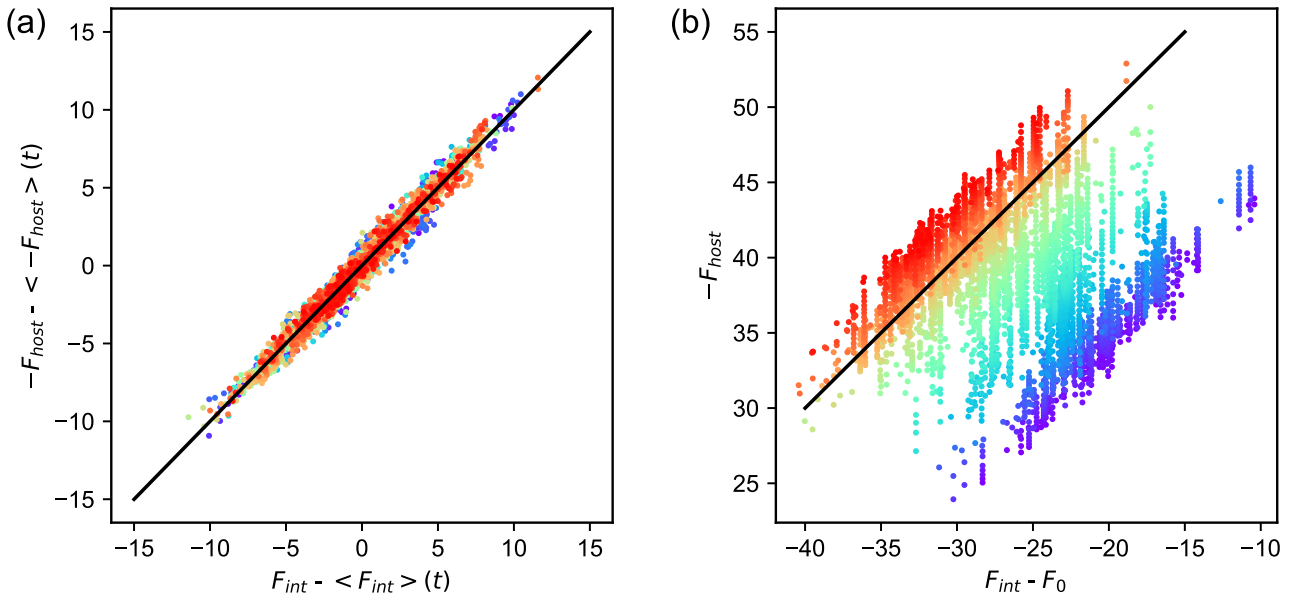 (a)
15
10
5
0
−5
−10
−15
−F_host - < −F_host > (t)
−15 −10 −5 0 5 10 15
F_int - < F_int > (t)
(b)
55
50
45
40
35
30
25
−F_host
−40 −35 −30 −25 −20 −15 −10
F_int - F_0